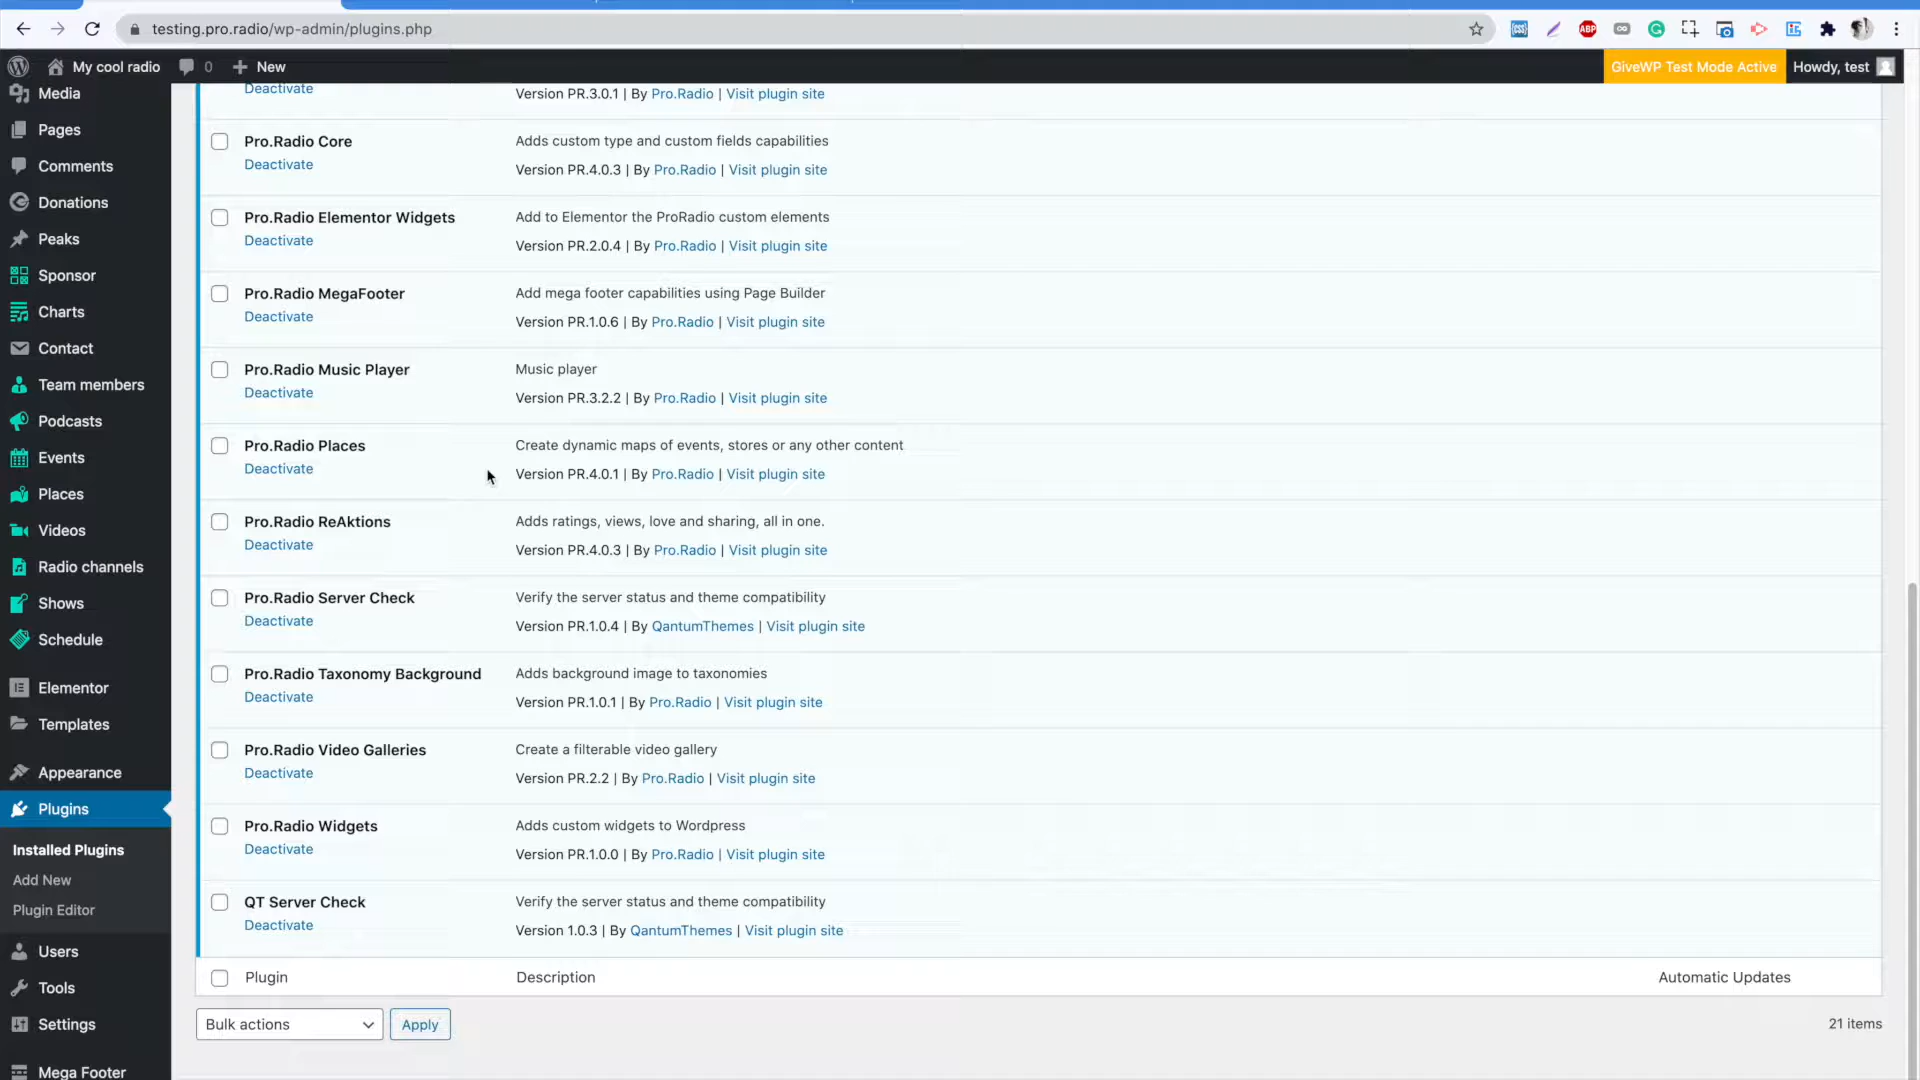 testing.pro.radio/wp-admin/plugins.php
My cool radio 0 New GiveWP Test Mode Active Howdy, test
Media
Pages
Comments
Donations
Peaks
Sponsor
Charts
Contact
Team members
Podcasts
Events
Places
Videos
Radio channels
Shows
Schedule
Elementor
Templates
Appearance
Plugins
Installed Plugins
Add New
Plugin Editor
Users
Tools
Settings
Mega Footer
Deactivate
Version PR.3.0.1 | By Pro.Radio | Visit plugin site
Pro.Radio Core Adds custom type and custom fields capabilities
Deactivate Version PR.4.0.3 | By Pro.Radio | Visit plugin site
Pro.Radio Elementor Widgets Add to Elementor the ProRadio custom elements
Deactivate Version PR.2.0.4 | By Pro.Radio | Visit plugin site
Pro.Radio MegaFooter Add mega footer capabilities using Page Builder
Deactivate Version PR.1.0.6 | By Pro.Radio | Visit plugin site
Pro.Radio Music Player Music player
Deactivate Version PR.3.2.2 | By Pro.Radio | Visit plugin site
Pro.Radio Places Create dynamic maps of events, stores or any other content
Deactivate Version PR.4.0.1 | By Pro.Radio | Visit plugin site
Pro.Radio ReAktions Adds ratings, views, love and sharing, all in one.
Deactivate Version PR.4.0.3 | By Pro.Radio | Visit plugin site
Pro.Radio Server Check Verify the server status and theme compatibility
Deactivate Version PR.1.0.4 | By QantumThemes | Visit plugin site
Pro.Radio Taxonomy Background Adds background image to taxonomies
Deactivate Version PR.1.0.1 | By Pro.Radio | Visit plugin site
Pro.Radio Video Galleries Create a filterable video gallery
Deactivate Version PR.2.2 | By Pro.Radio | Visit plugin site
Pro.Radio Widgets Adds custom widgets to Wordpress
Deactivate Version PR.1.0.0 | By Pro.Radio | Visit plugin site
QT Server Check Verify the server status and theme compatibility
Deactivate Version 1.0.3 | By QantumThemes | Visit plugin site
Plugin Description Automatic Updates
Bulk actions Apply 21 items